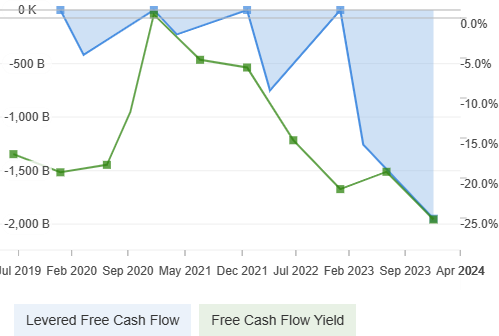 0 K
0.0%
-500 B
-5.0%
-1,000 B
-10.0%
-15.0%
-1,500 B
-20.0%
-2,000 B
-25.0%
Jul 2019 Feb 2020 Sep 2020 May 2021 Dec 2021 Jul 2022 Feb 2023 Sep 2023 Apr 2024
Levered Free Cash Flow Free Cash Flow Yield